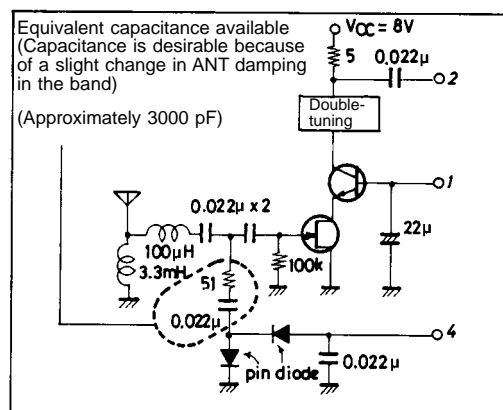 Equivalent capacitance available
(Capacitance is desirable because
of a slight change in ANT damping
in the band)
(Approximately 3000 pF)
VCC = 8V
5
0.022μ
2
Double-
tuning
1
0.022μ x 2
22μ
100μH
3.3mH
51
100k
0.022μ
4
pin diode
0.022μ